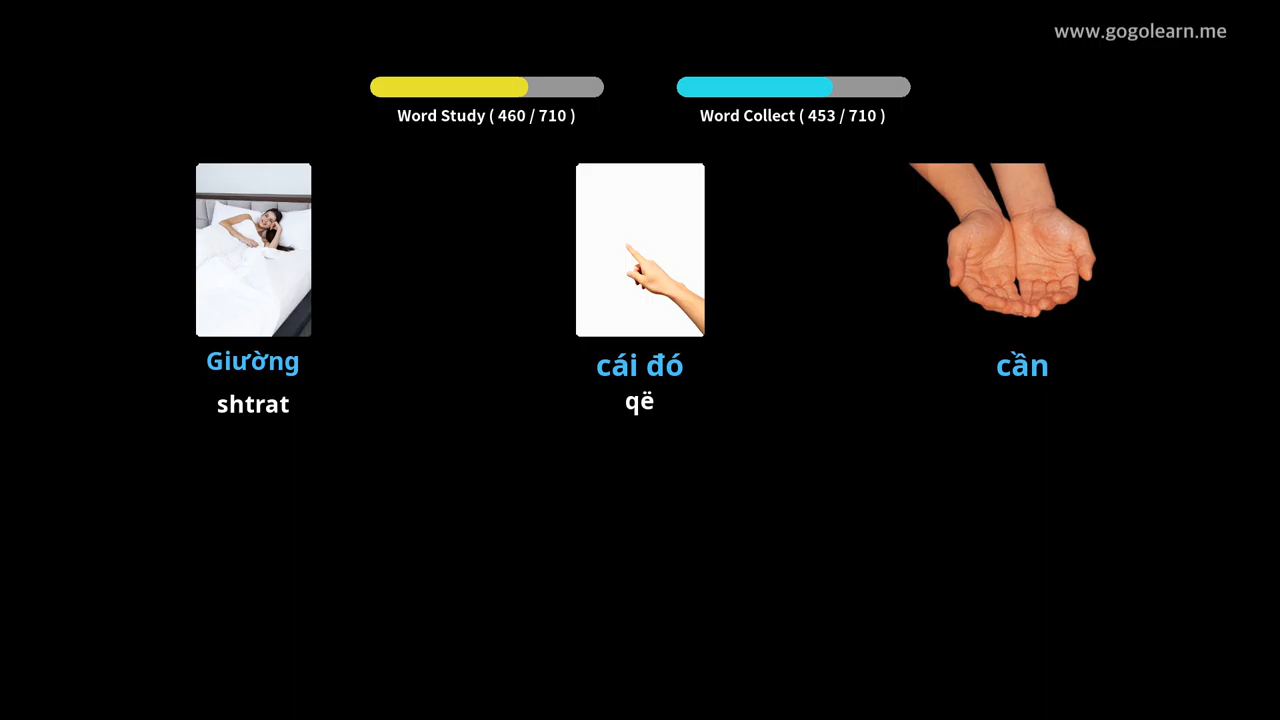 www.gogolearn.me
Word Study ( 460 / 710 )
Word Collect ( 453 / 710 )
Giường
cái đó
cần
shtrat
që